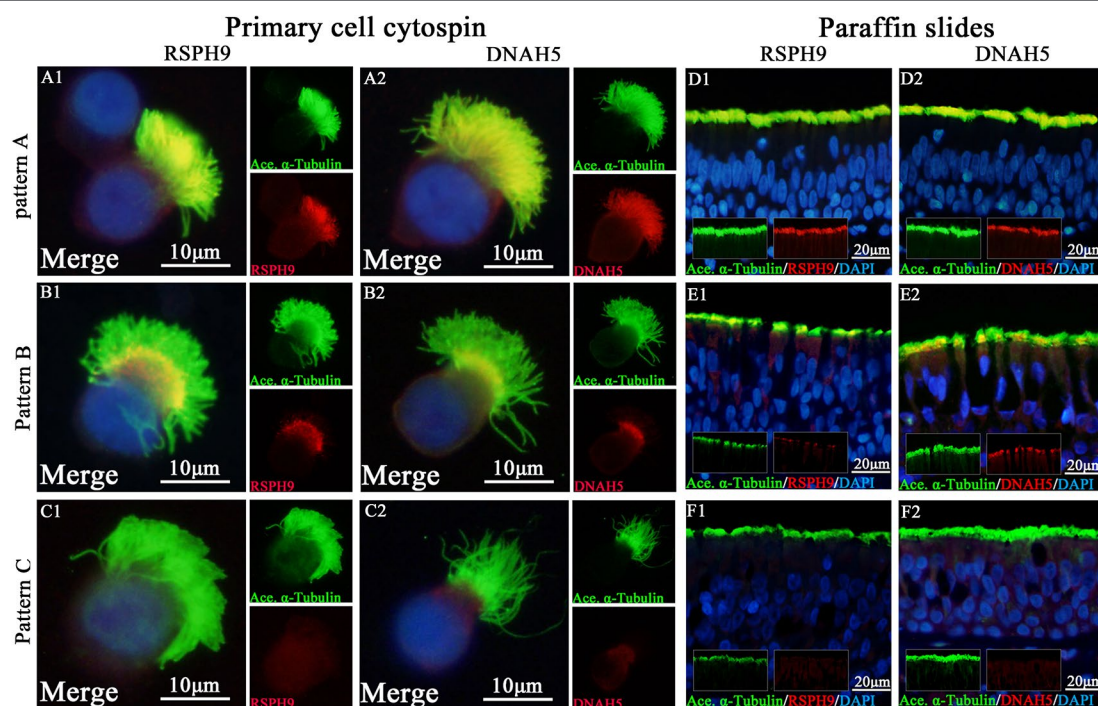 Primary cell cytospin
Paraffin slides
RSPH9
DNAH5
RSPH9
DNAH5
pattern A
A1
Merge
10μm
Ace. α-Tubulin
RSPH9
A2
Merge
10μm
Ace. α-Tubulin
DNAH5
D1
20μm
Ace. α-Tubulin/RSPH9/DAPI
D2
20μm
Ace. α-Tubulin/DNAH5/DAPI
Pattern B
B1
Merge
10μm
Ace. α-Tubulin
RSPH9
B2
Merge
10μm
Ace. α-Tubulin
DNAH5
E1
20μm
Ace. α-Tubulin/RSPH9/DAPI
E2
20μm
Ace. α-Tubulin/DNAH5/DAPI
Pattern C
C1
Merge
10μm
Ace. α-Tubulin
RSPH9
C2
Merge
10μm
Ace. α-Tubulin
DNAH5
F1
20μm
Ace. α-Tubulin/RSPH9/DAPI
F2
20μm
Ace. α-Tubulin/DNAH5/DAPI